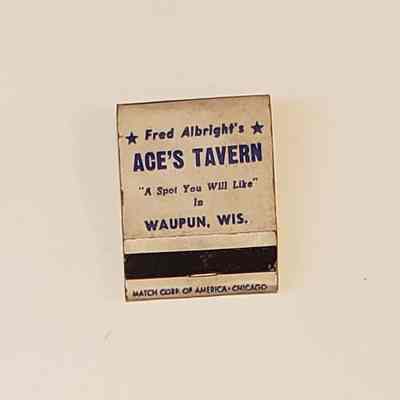 ★ Fred Albright's ★
ACE'S TAVERN
"A Spot You Will Like"
In
WAUPUN, WIS.
MATCH CORP. OF AMERICA · CHICAGO